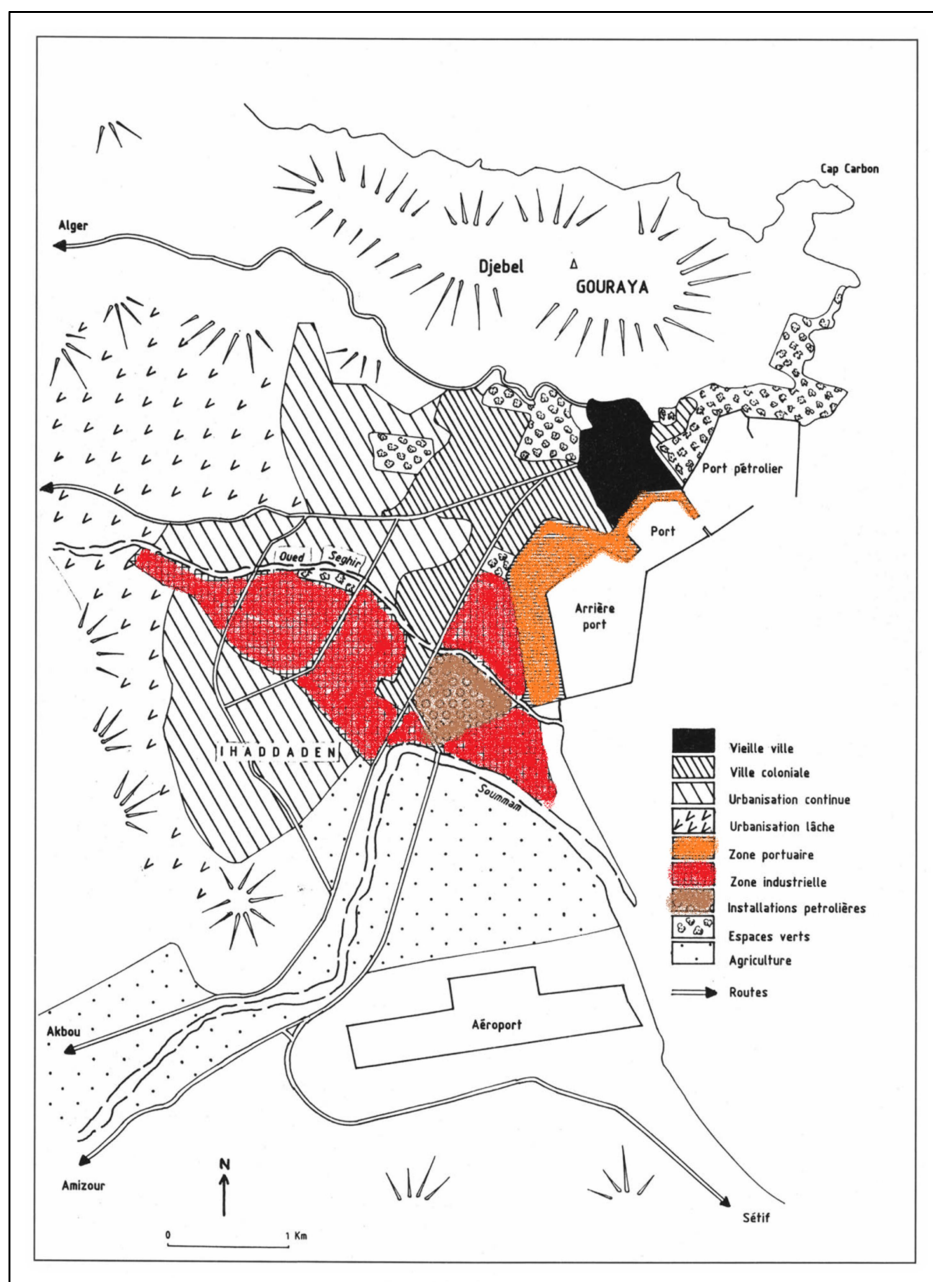 Cap Carbon
Alger
Djebel
GOURAYA
Port pétrolier
Port
Oued Seghir
Arrière
port
IHADDADEN
Soummam
Vieille ville
Ville coloniale
Urbanisation continue
Urbanisation lâche
Zone portuaire
Zone industrielle
Installations petrolières
Espaces verts
Agriculture
Routes
Aéroport
Akbou
Amizour
N
0 1 Km
Sétif